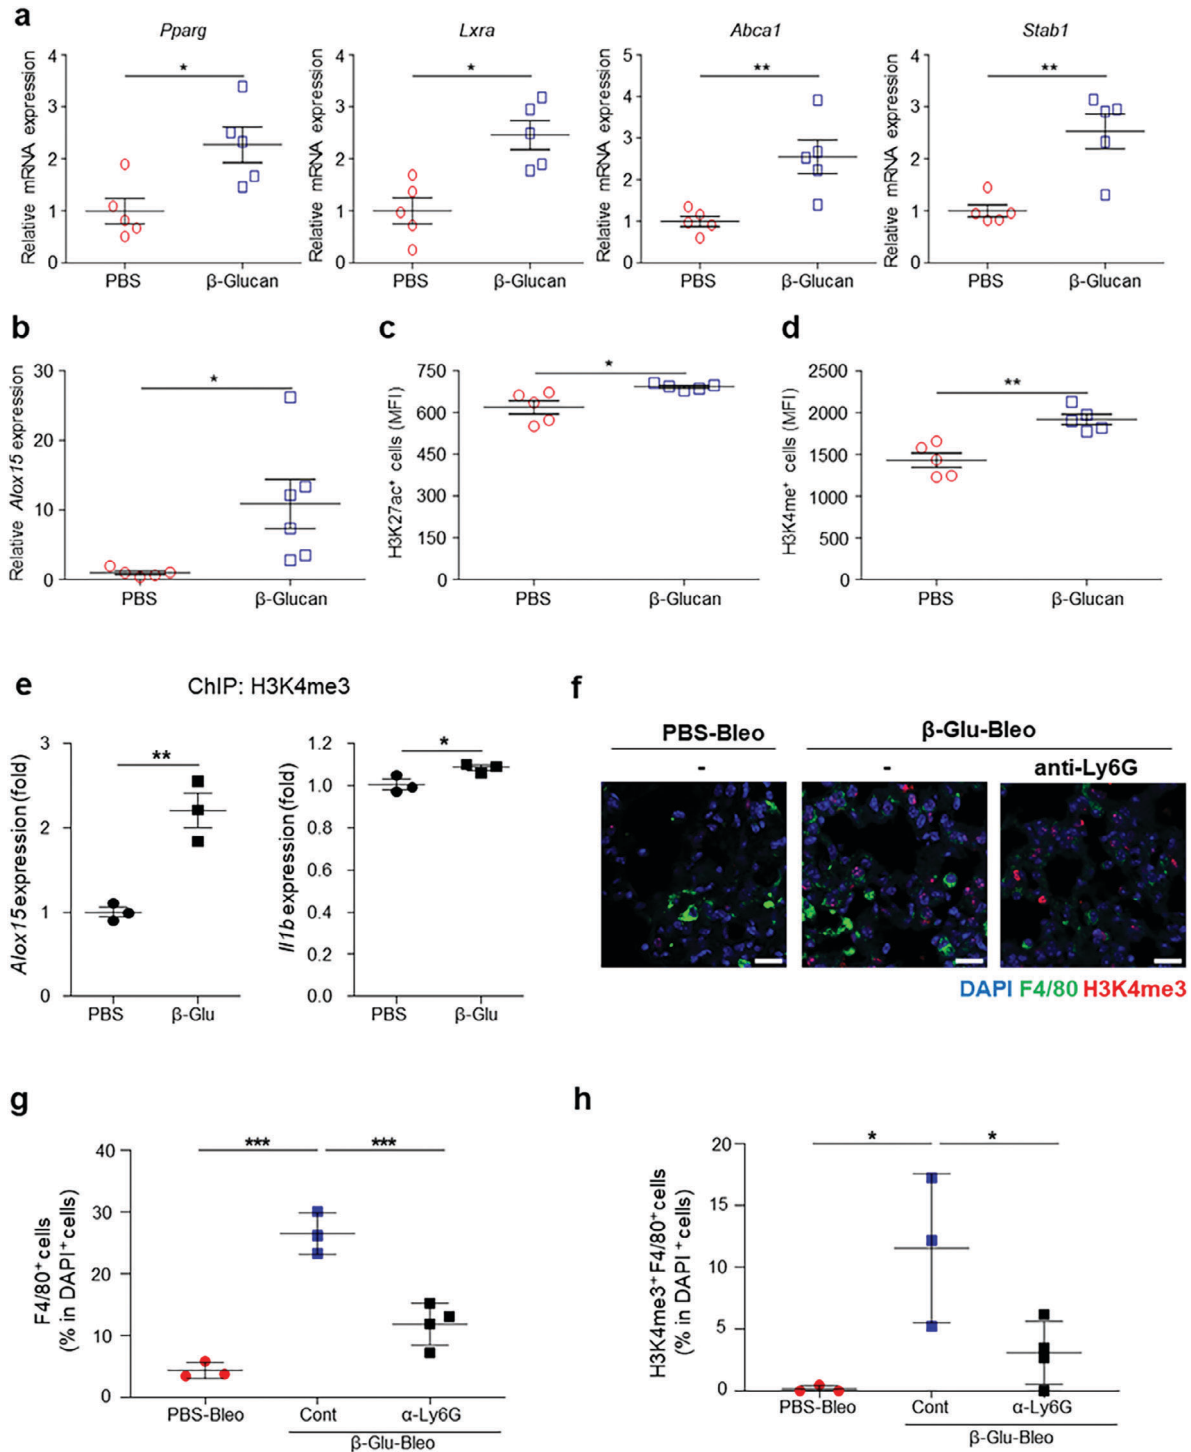 a
Pparg
Lxra
Abca1
Stab1
Relative mRNA expression
4
3
2
1
0
*
PBS
β-Glucan
Relative mRNA expression
4
3
2
1
0
*
PBS
β-Glucan
Relative mRNA expression
5
4
3
2
1
0
**
PBS
β-Glucan
Relative mRNA expression
4
3
2
1
0
**
PBS
β-Glucan
b
Relative Alox15 expression
30
20
10
0
*
PBS
β-Glucan
c
H3K27ac⁺ cells (MFI)
750
600
450
300
150
0
*
PBS
β-Glucan
d
H3K4me⁺ cells (MFI)
2500
2000
1500
1000
500
0
**
PBS
β-Glucan
e
ChIP: H3K4me3
Alox15 expression (fold)
3
2
1
0
**
PBS
β-Glu
Il1b expression (fold)
1.2
1.0
0.8
0.6
0.4
0.2
0.0
*
PBS
β-Glu
f
PBS-Bleo
β-Glu-Bleo
-
-
anti-Ly6G
DAPI F4/80 H3K4me3
g
F4/80⁺ cells
(% in DAPI⁺ cells)
40
30
20
10
0
***
***
PBS-Bleo
Cont
α-Ly6G
β-Glu-Bleo
h
H3K4me3⁺ F4/80⁺ cells
(% in DAPI⁺ cells)
20
15
10
5
0
*
*
PBS-Bleo
Cont
α-Ly6G
β-Glu-Bleo